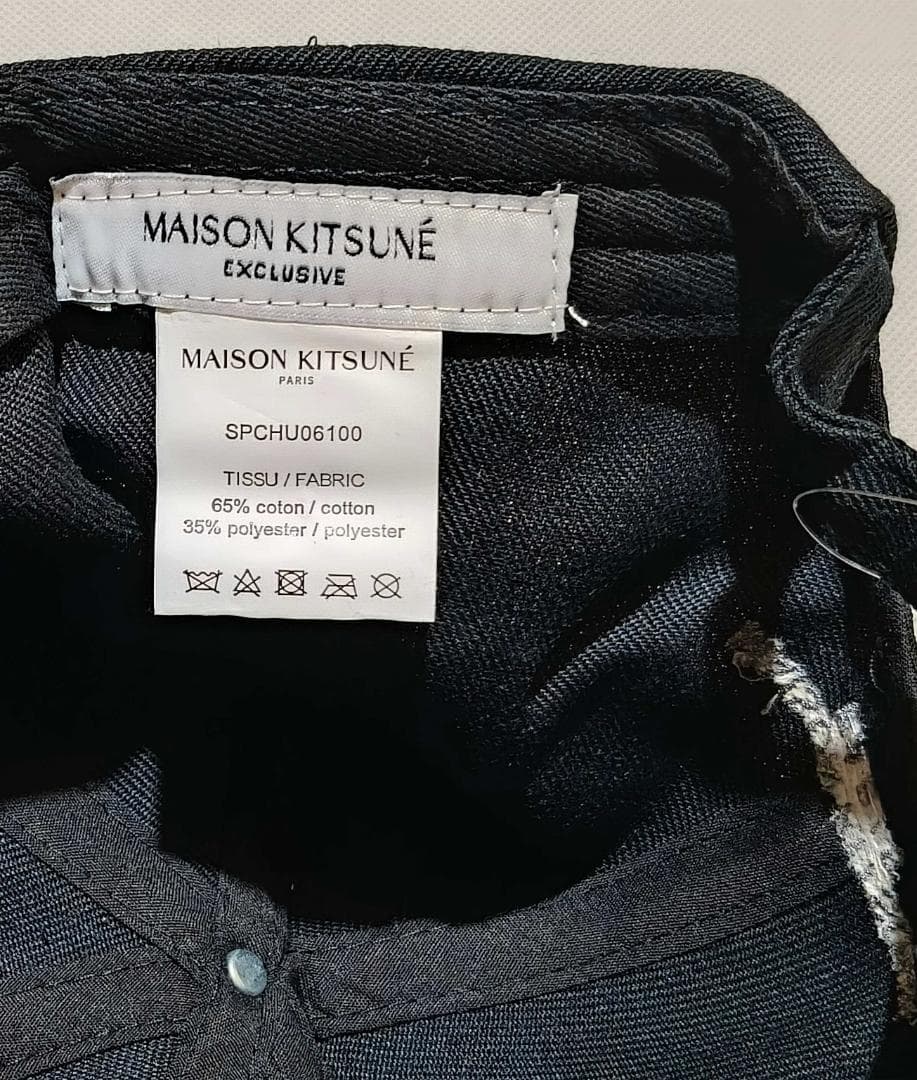 MAISON KITSUNÉ
EXCLUSIVE
MAISON KITSUNÉ
PARIS
SPCHU06100
TISSU / FABRIC
65% coton / cotton
35% polyester / polyester